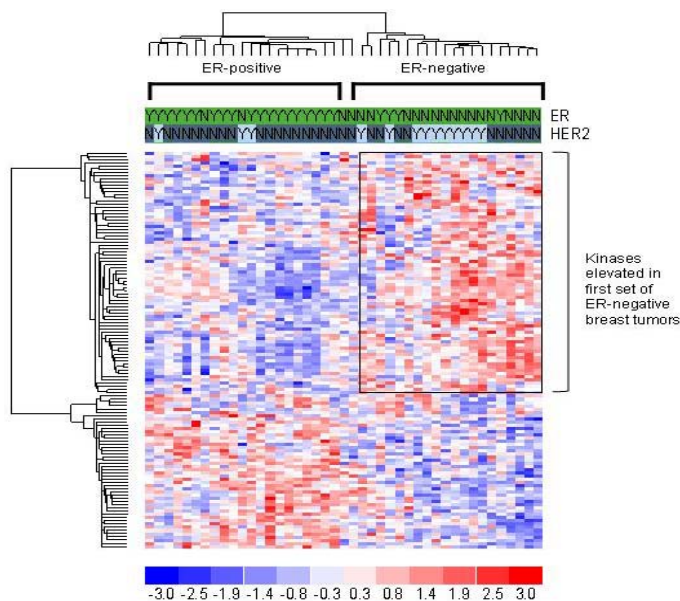 ER-positive ER-negative
YYYYYYNYYYNYYYYYYYYYYNNNNYYNNNNNNNNNNYNNNN ER
NYNNNNNNNNYYNNNNNNNNNNNYNNYNNYYYYYYYYNNNNNN HER2
Kinases
elevated in
first set of
ER-negative
breast tumors
-3.0 -2.5 -1.9 -1.4 -0.8 -0.3 0.3 0.8 1.4 1.9 2.5 3.0